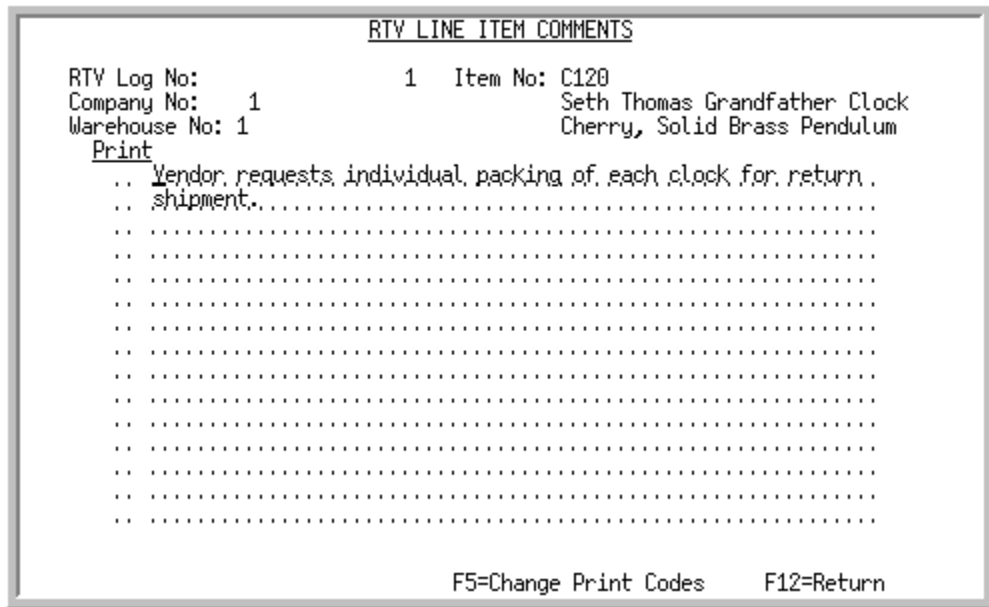 RTV LINE ITEM COMMENTS
RTV Log No: 1 Item No: C120
Company No: 1 Seth Thomas Grandfather Clock
Warehouse No: 1 Cherry, Solid Brass Pendulum
Print
Vendor requests individual packing of each clock for return
shipment.
F5=Change Print Codes F12=Return